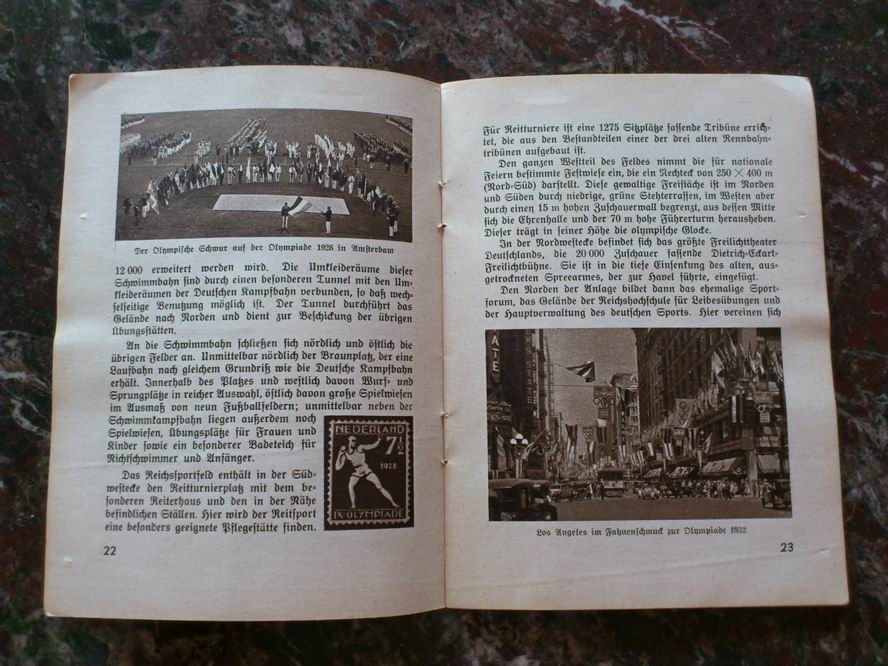 Der Olympische Schwur auf der Olympiade 1928 in Amsterdam
12 000 erweitert werden wird. Die Umkleideräume dieser
Schwimmbahn sind durch einen besonderen Tunnel mit den Um-
kleideräumen der Deutschen Kampfbahn verbunden, so daß wech-
selseitige Benutzung möglich ist. Der Tunnel durchführt das
Gelände nach Norden und dient zur Beschickung der übrigen
Übungsstätten.
An die Schwimmbahn schließen sich nördlich und östlich die
übrigen Felder an. Unmittelbar nördlich der Braunplatz, der eine
Laufbahn nach gleichem Grundriß wie die Deutsche Kampfbahn
erhält. Innerhalb des Platzes und westlich davon Wurf- und
Sprungplätze in reicher Auswahl, östlich davon große Spielwiesen
im Ausmaß von neun Fußballfeldern; unmittelbar neben der
Schwimmkampfbahn liegen außerdem noch
Spielwiesen, Übungsplätze für Frauen und
Kinder sowie ein besonderer Badeteich für
Nichtschwimmer und Anfänger.
Das Reichssportfeld enthält in der Süd-
westecke den Reitturnierplatz mit dem be-
sonderen Reiterhaus und den in der Nähe
befindlichen Ställen. Hier wird der Reitsport
eine besonders geeignete Pflegestätte finden.
NEDERLAND
7½
1928
IX·OLYMPIADE
22
Für Reitturniere ist eine 1275 Sitzplätze fassende Tribüne errich-
tet, die aus den Bestandteilen einer der drei alten Rennbahn-
tribünen aufgebaut ist.
Den ganzen Westteil des Feldes nimmt die für nationale
Feiern bestimmte Festwiese ein, die ein Rechteck von 250 × 400 m
(Nord-Süd) darstellt. Diese gewaltige Freifläche ist im Norden
und Süden durch niedrige, grüne Stehterrassen, im Westen aber
durch einen 15 m hohen Zuschauerwall begrenzt, aus dessen Mitte
sich die Ehrenhalle und der 70 m hohe Führerturm herausheben.
Dieser trägt in seiner Höhe die olympische Glocke.
In der Nordwestecke befindet sich das größte Freilichttheater
Deutschlands, die 20 000 Zuschauer fassende Dietrich-Eckart-
Freilichtbühne. Sie ist in die tiefe Einsenkung des alten, aus-
getrockneten Spreearmes, der zur Havel führte, eingefügt.
Den Norden der Anlage bildet dann das ehemalige Sport-
forum, das Gelände der Reichshochschule für Leibesübungen und
der Hauptverwaltung des deutschen Sports. Hier vereinen sich
STATE
Los Angeles im Fahnenschmuck zur Olympiade 1932
23